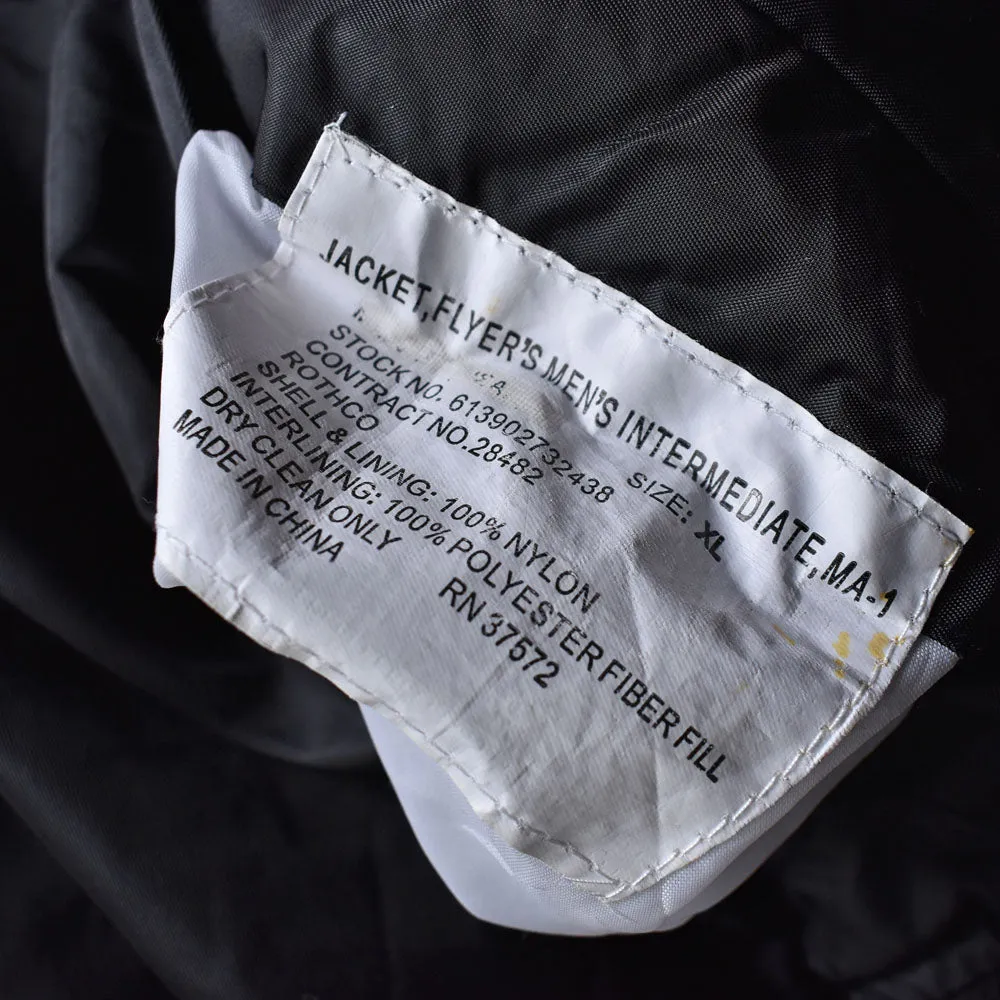 JACKET, FLYER'S MEN'S INTERMEDIATE, MA-1
STOCK NO. 613902732438 SIZE: XL
CONTRACT NO.28482
ROTHCO
SHELL & LINING: 100% NYLON
INTERLINING: 100% POLYESTER FIBER FILL
DRY CLEAN ONLY RN 37572
MADE IN CHINA